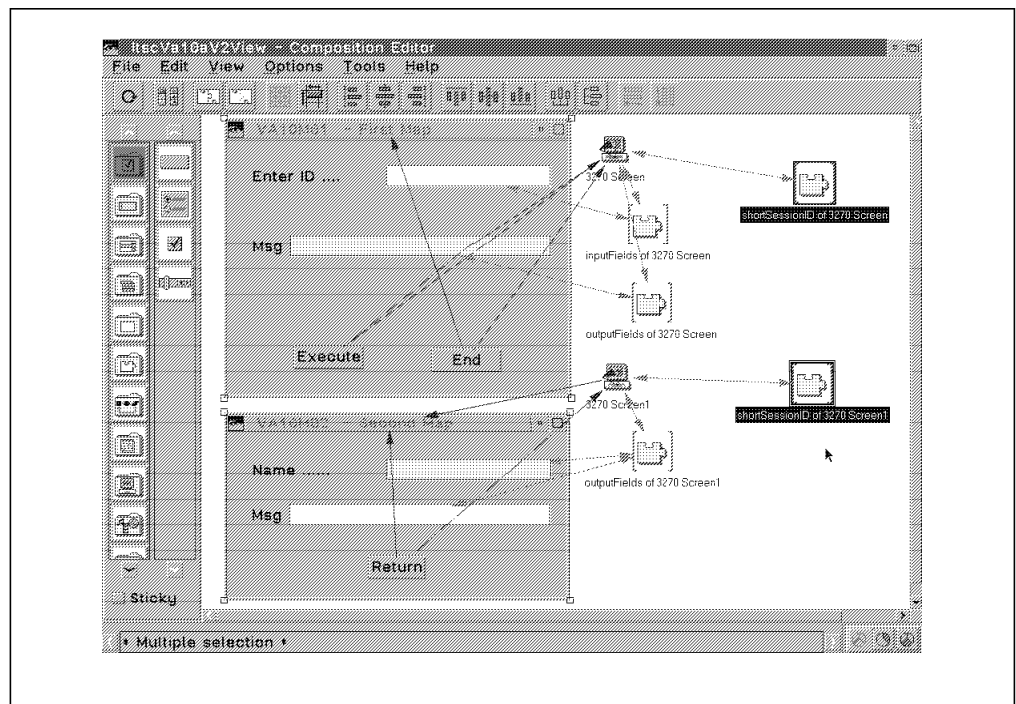 ItscVa10aV2View - Composition Editor
File Edit View Options Tools Help
VA10M01 - First Map
Enter ID ....
Msg
Execute
End
3270 Screen
shortSessionID of 3270 Screen
inputFields of 3270 Screen
outputFields of 3270 Screen
3270 Screen1
shortSessionID of 3270 Screen1
outputFields of 3270 Screen1
VA10M02 - Second Map
Name ......
Msg
Return
Sticky
* Multiple selection *